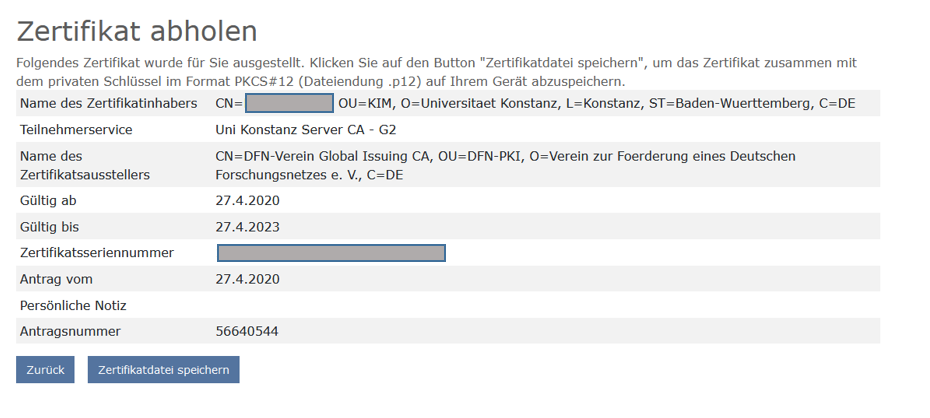 Zertifikat abholen
Folgendes Zertifikat wurde für Sie ausgestellt. Klicken Sie auf den Button "Zertifikatdatei speichern", um das Zertifikat zusammen mit
dem privaten Schlüssel im Format PKCS#12 (Dateiendung .p12) auf Ihrem Gerät abzuspeichern.
Name des Zertifikatinhabers CN= OU=KIM, O=Universitaet Konstanz, L=Konstanz, ST=Baden-Wuerttemberg, C=DE
Teilnehmerservice Uni Konstanz Server CA - G2
Name des CN=DFN-Verein Global Issuing CA, OU=DFN-PKI, O=Verein zur Foerderung eines Deutschen
Zertifikatsausstellers Forschungsnetzes e. V., C=DE
Gültig ab 27.4.2020
Gültig bis 27.4.2023
Zertifikatsseriennummer
Antrag vom 27.4.2020
Persönliche Notiz
Antragsnummer 56640544
Zurück Zertifikatdatei speichern